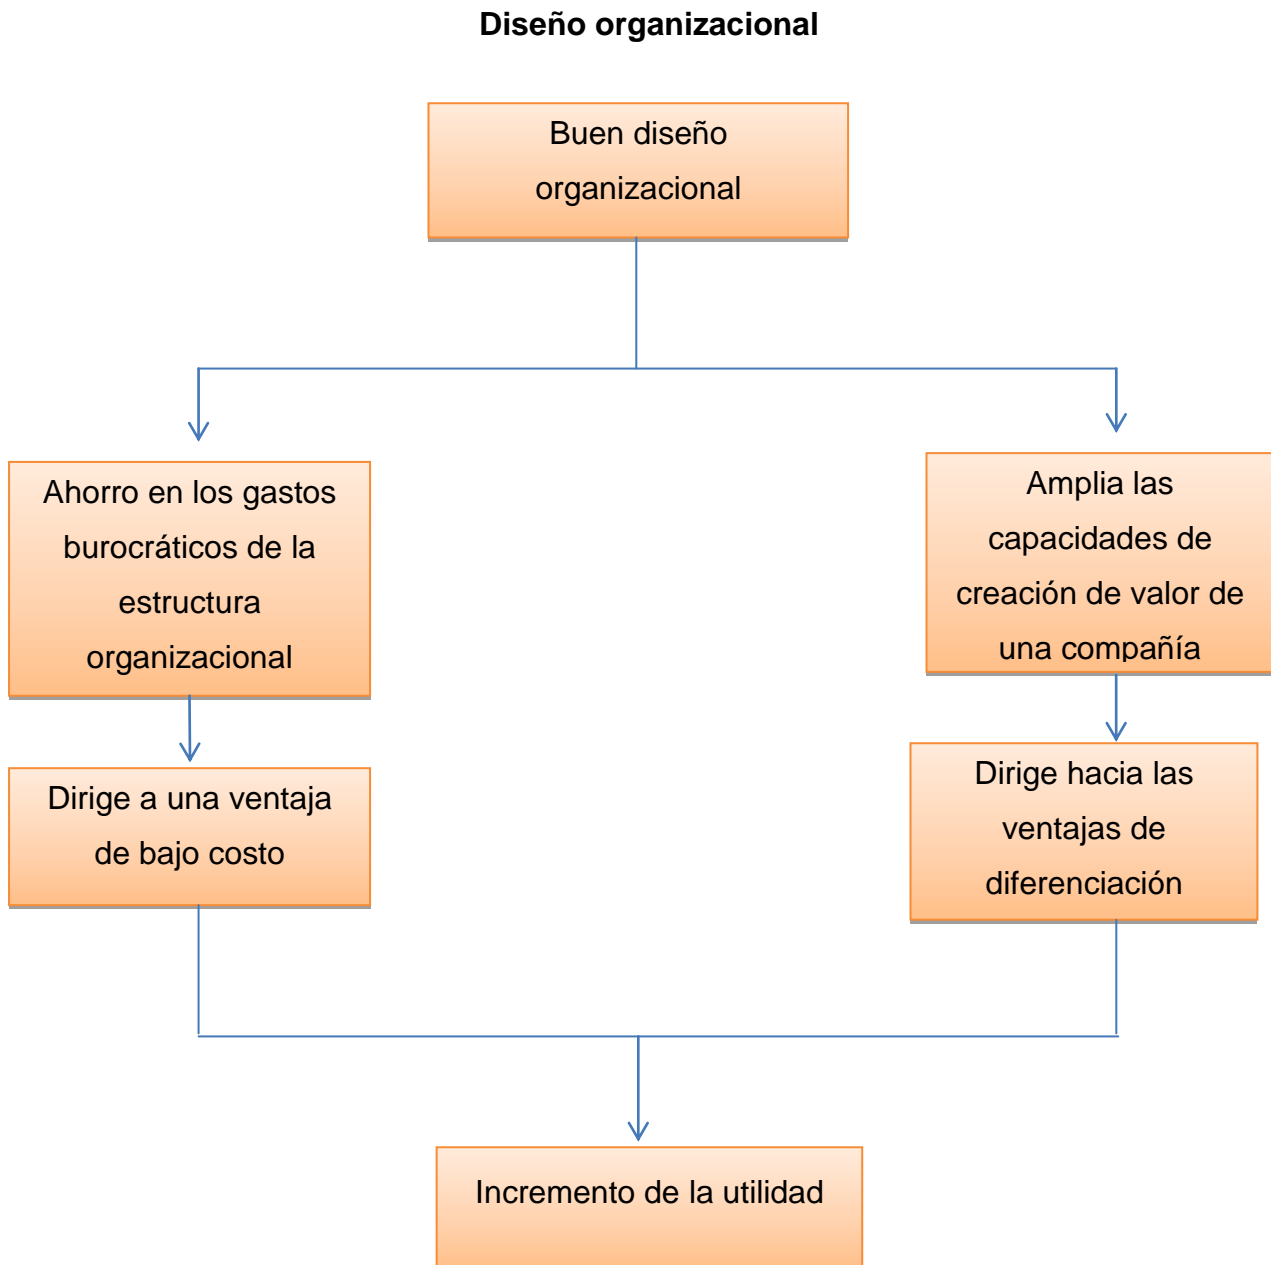 Diseño organizacional
Buen diseño
organizacional
Ahorro en los gastos
burocráticos de la
estructura
organizacional
Amplia las
capacidades de
creación de valor de
una compañía
Dirige a una ventaja
de bajo costo
Dirige hacia las
ventajas de
diferenciación
Incremento de la utilidad